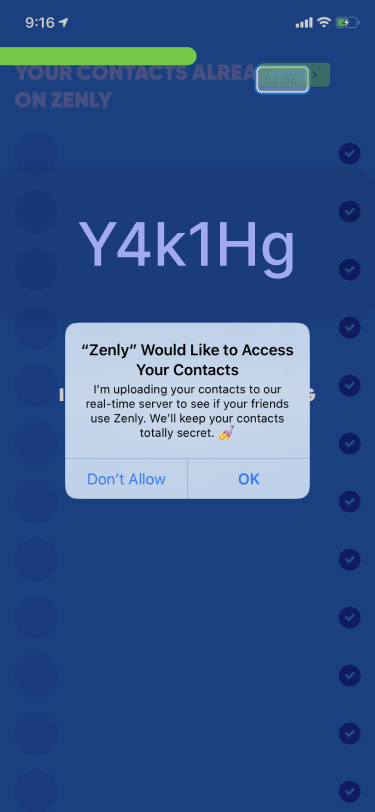 9:16
YOUR CONTACTS ALREA
ON ZENLY
Y4k1Hg
“Zenly” Would Like to Access
Your Contacts
I’m uploading your contacts to our
real-time server to see if your friends
use Zenly. We’ll keep your contacts
totally secret. 💅
Don’t Allow
OK